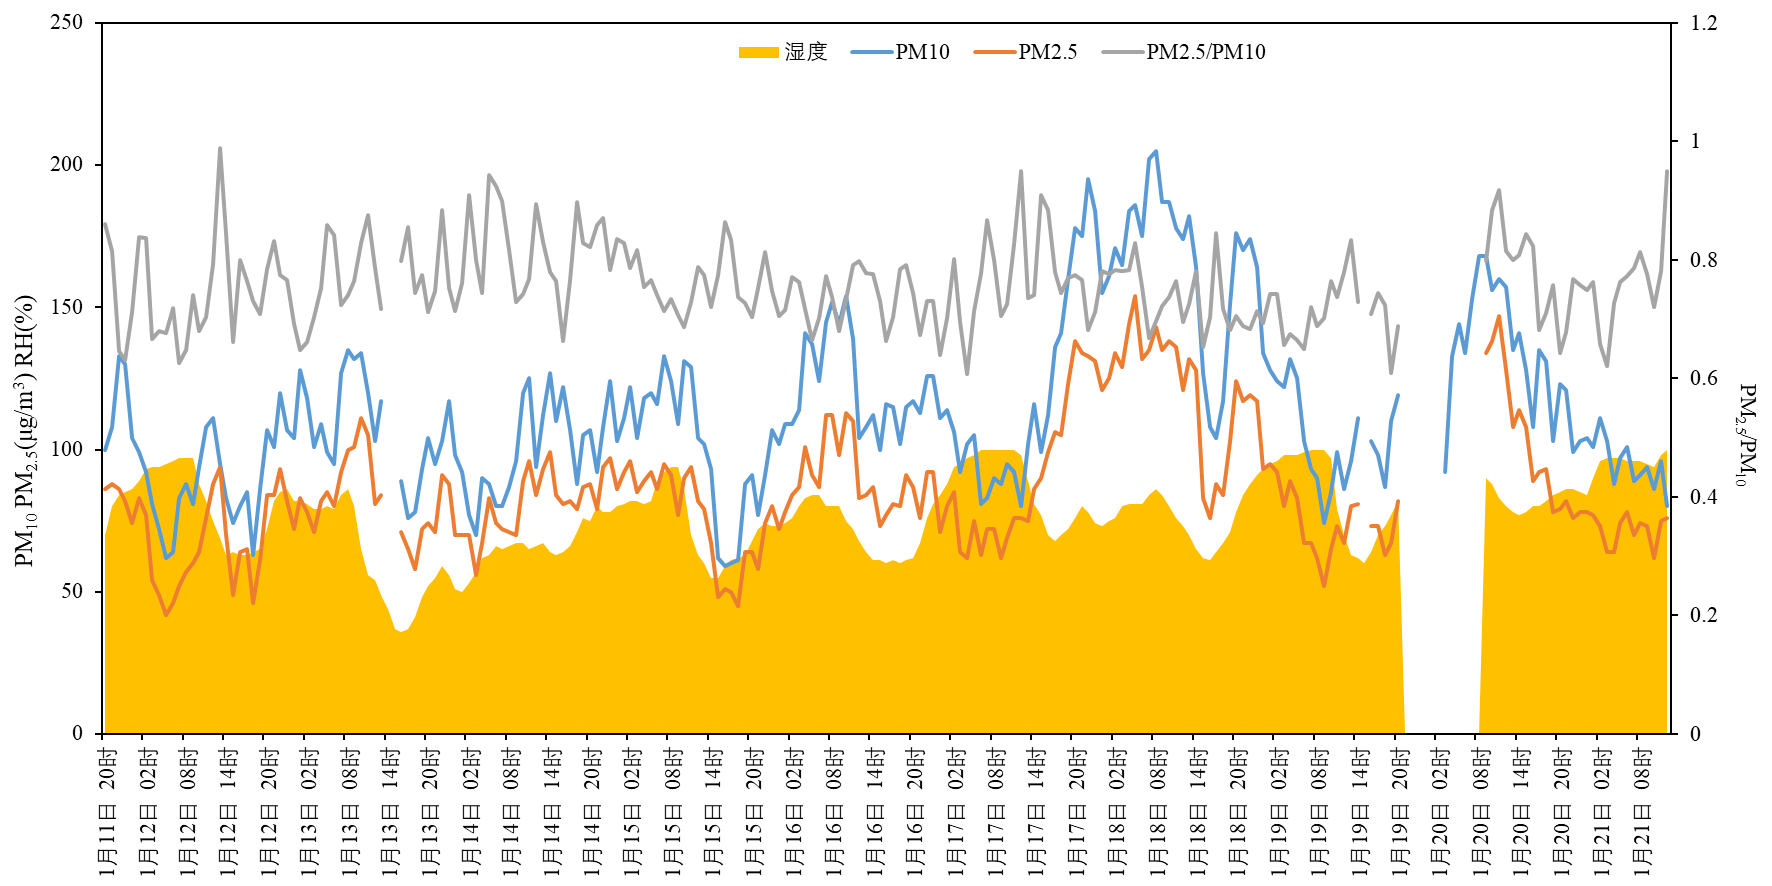 湿度 PM10 PM2.5 PM2.5/PM10
PM₁₀ PM₂.₅(μg/m³) RH(%)
250
200
150
100
50
0
1.2
1
0.8
0.6
0.4
0.2
0
PM₂.₅/PM₁₀
1月11日 20时
1月12日 02时
1月12日 08时
1月12日 14时
1月12日 20时
1月13日 02时
1月13日 08时
1月13日 14时
1月13日 20时
1月14日 02时
1月14日 08时
1月14日 14时
1月14日 20时
1月15日 02时
1月15日 08时
1月15日 14时
1月15日 20时
1月16日 02时
1月16日 08时
1月16日 14时
1月16日 20时
1月17日 02时
1月17日 08时
1月17日 14时
1月17日 20时
1月18日 02时
1月18日 08时
1月18日 14时
1月18日 20时
1月19日 02时
1月19日 08时
1月19日 14时
1月19日 20时
1月20日 02时
1月20日 08时
1月20日 14时
1月20日 20时
1月21日 02时
1月21日 08时